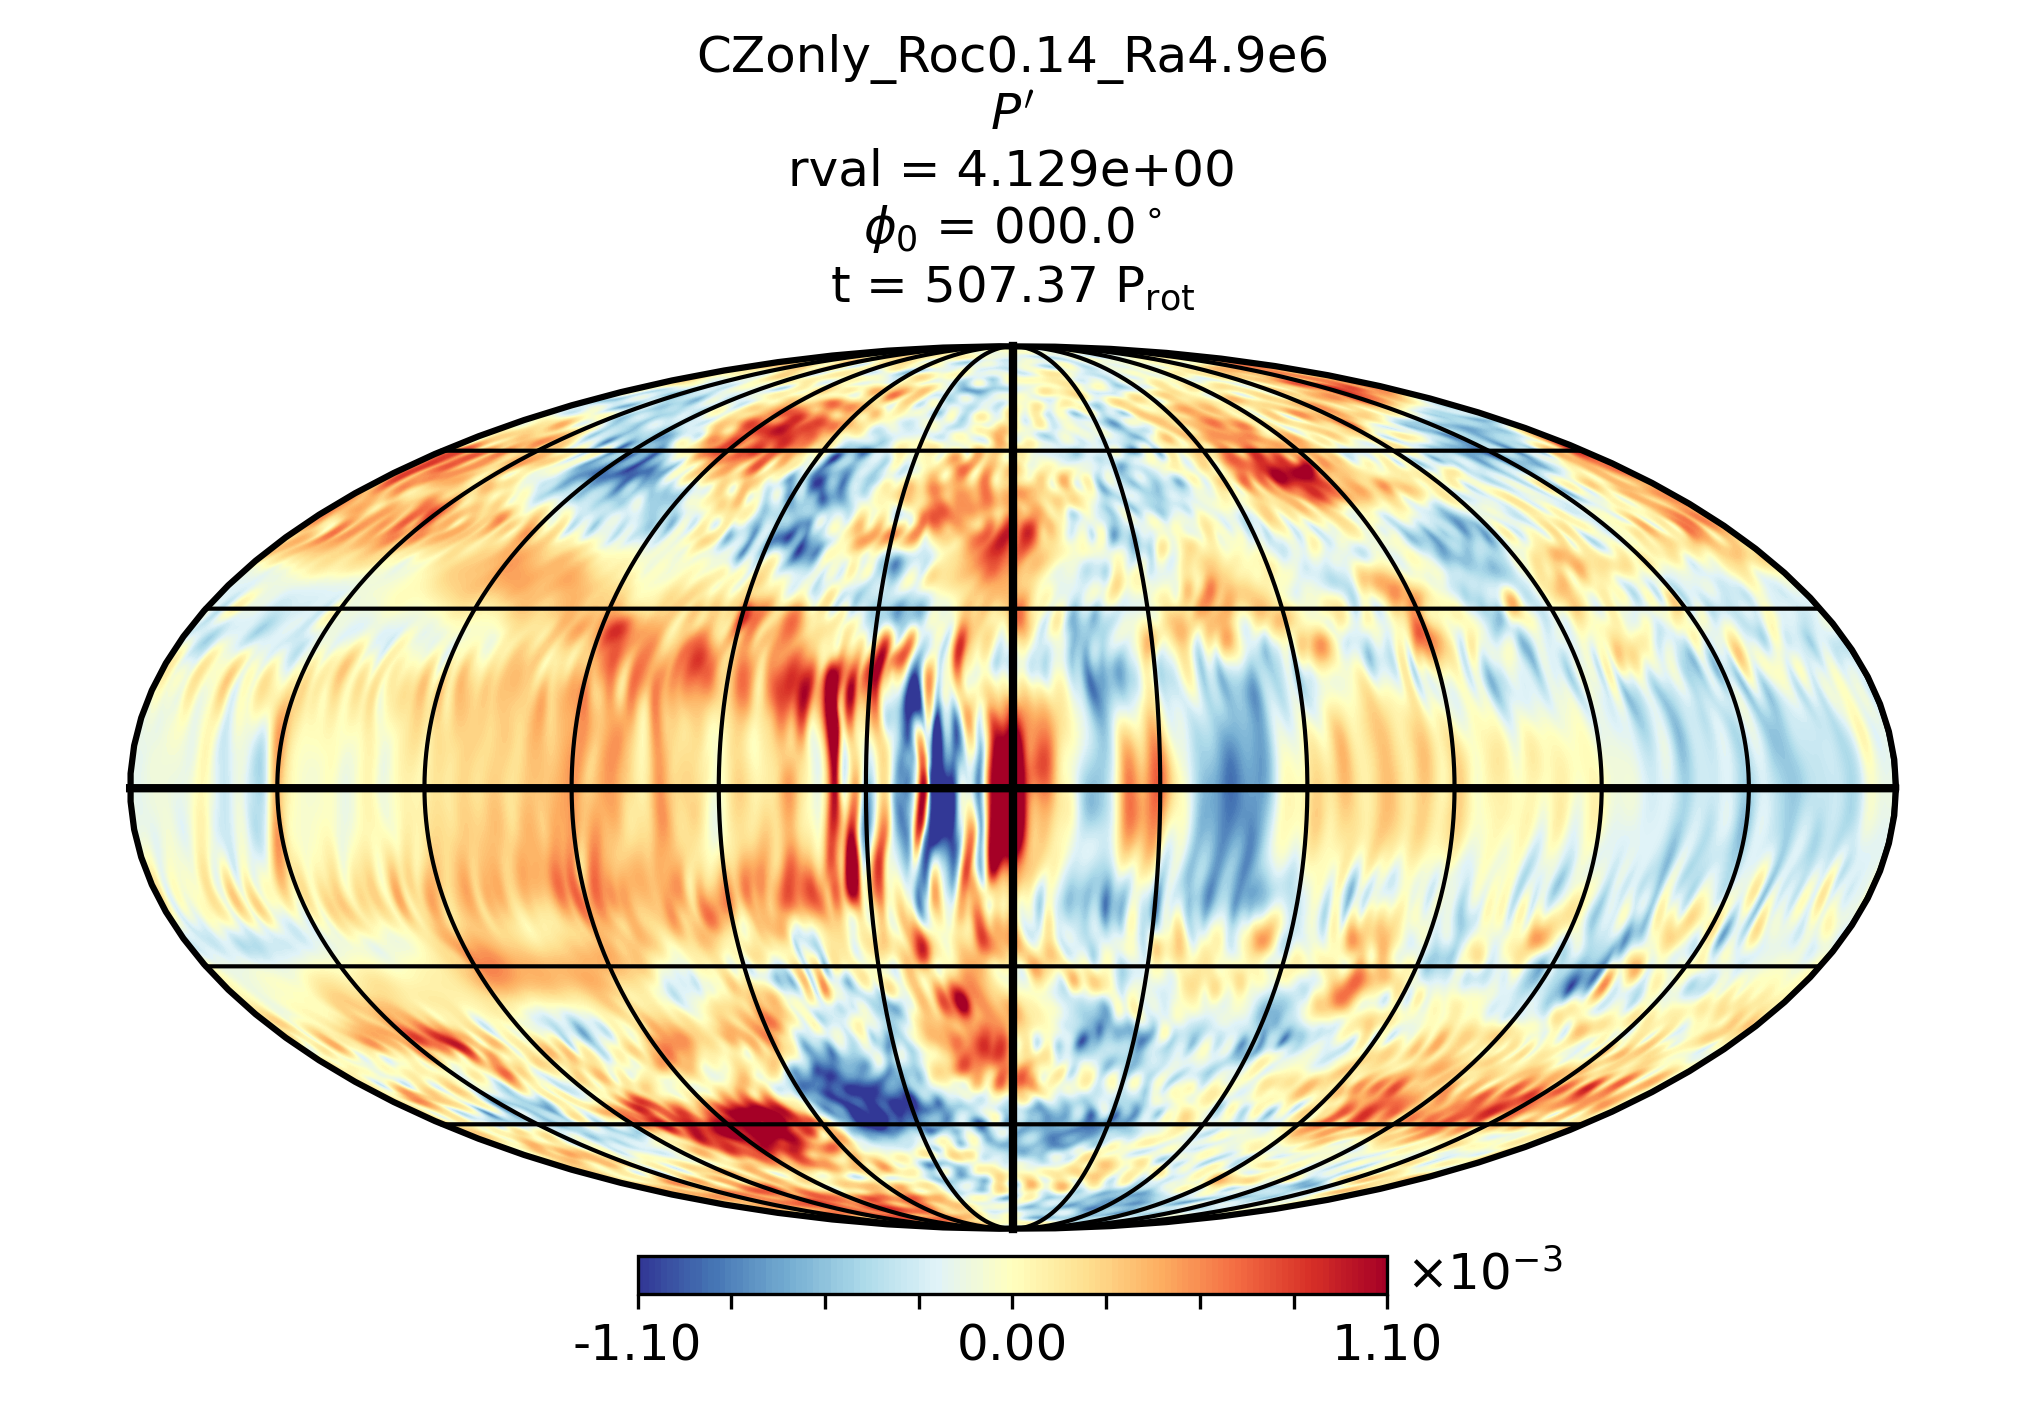 CZonly_Roc0.14_Ra4.9e6
P′
rval = 4.129e+00
ϕ₀ = 000.0°
t = 507.37 P_rot
×10⁻³
-1.10 0.00 1.10